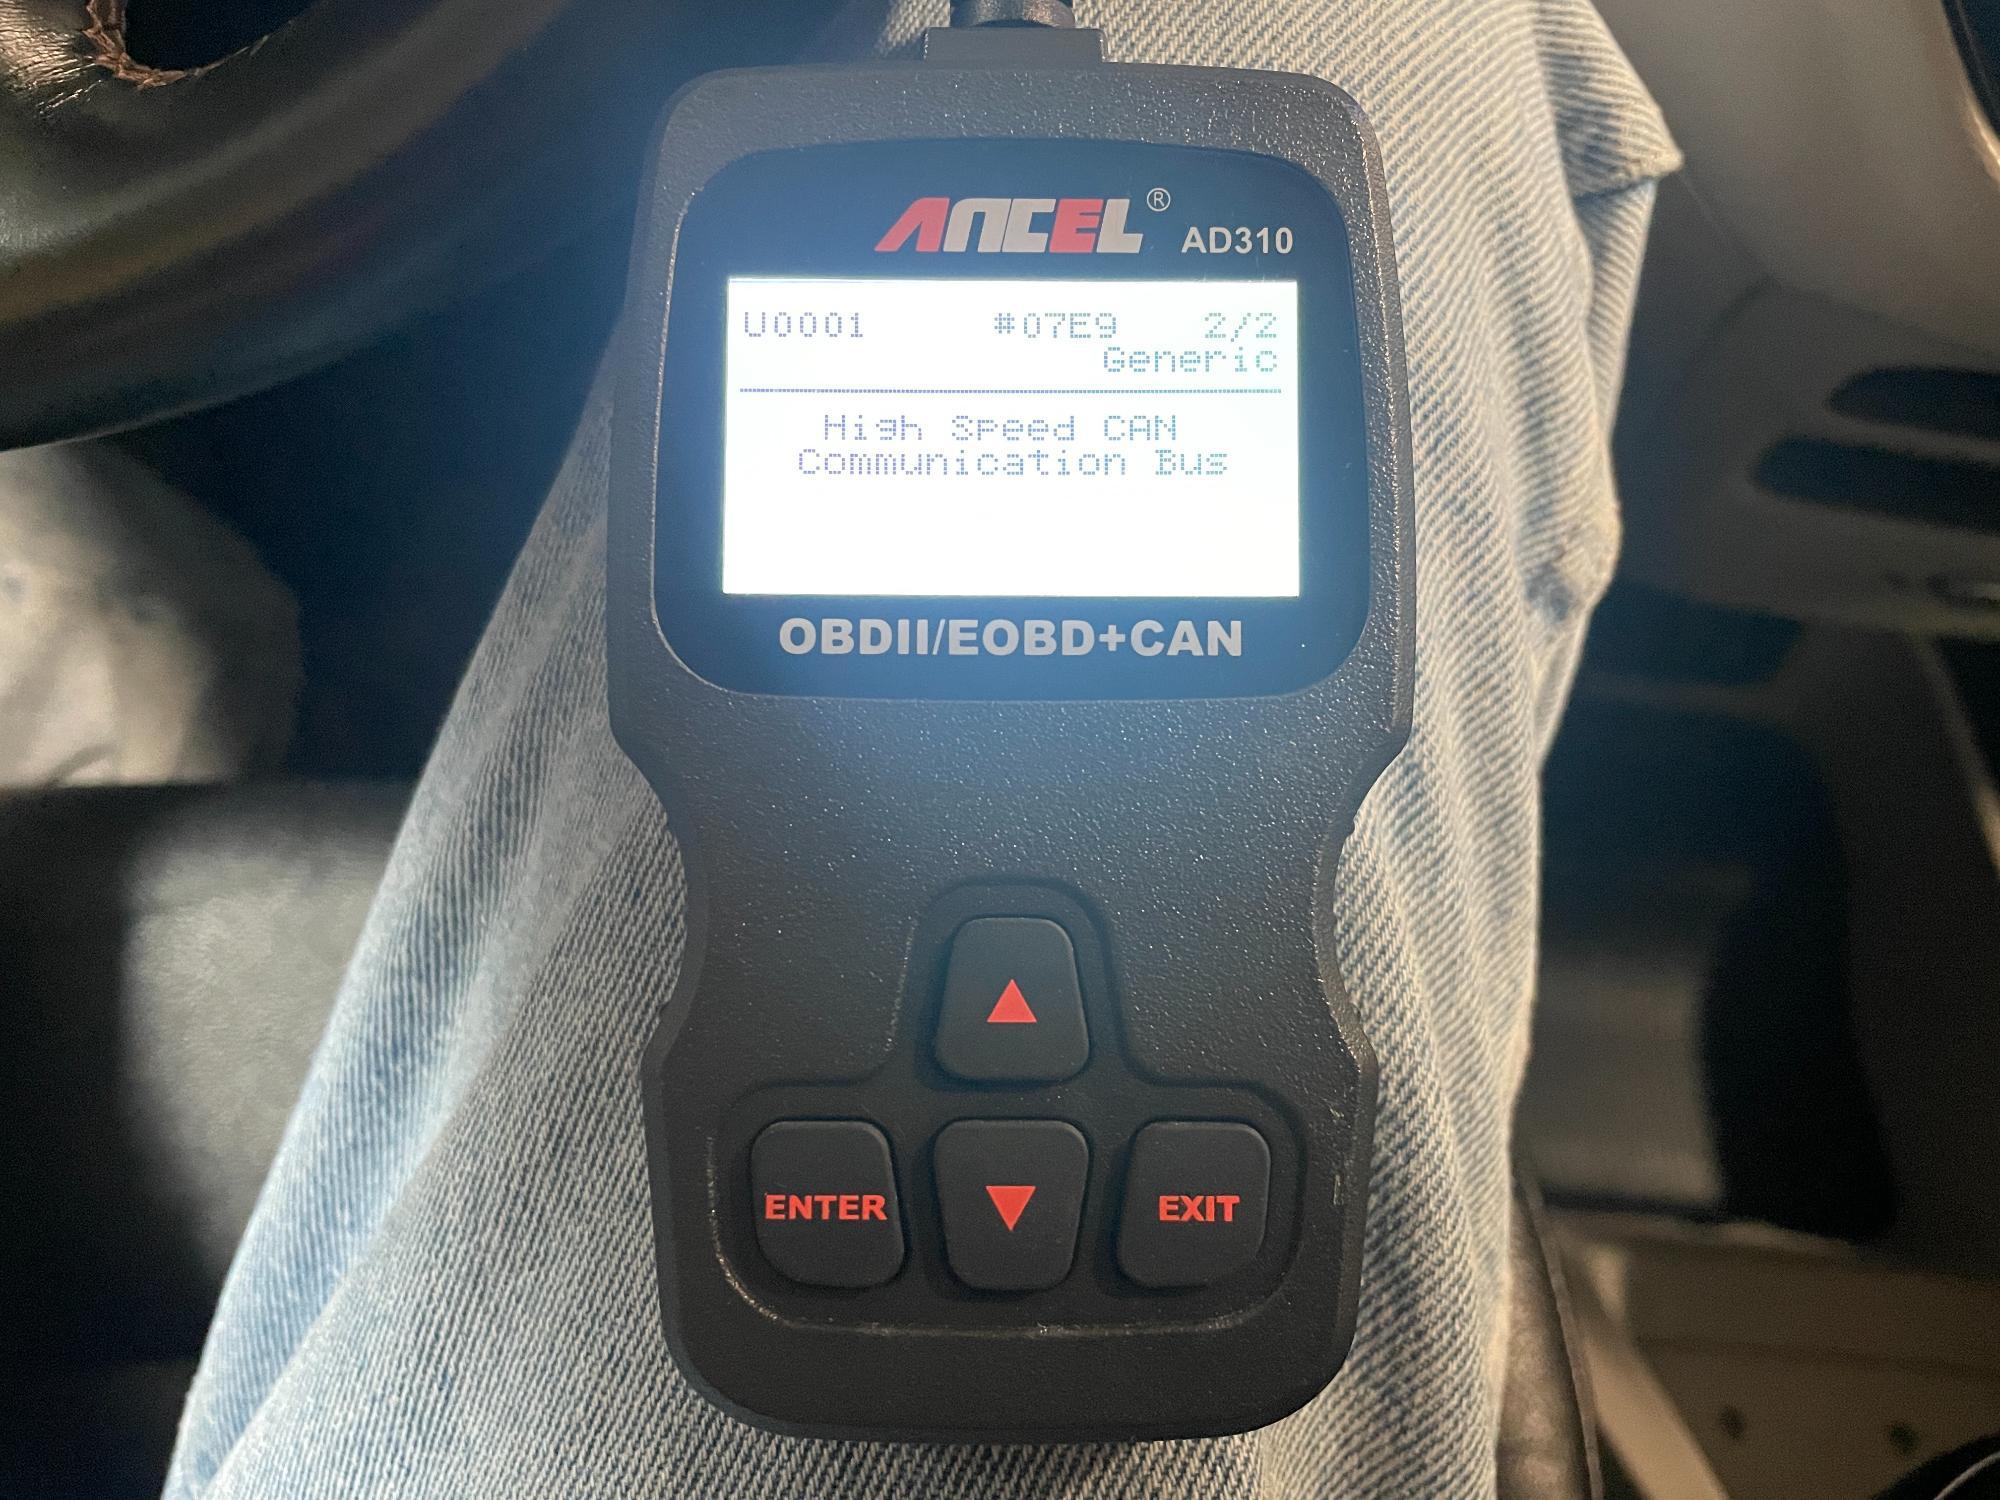 ANCEL® AD310
U0001 #07E9 2/2
Generic
High Speed CAN
Communication Bus
OBDII/EOBD+CAN
ENTER EXIT